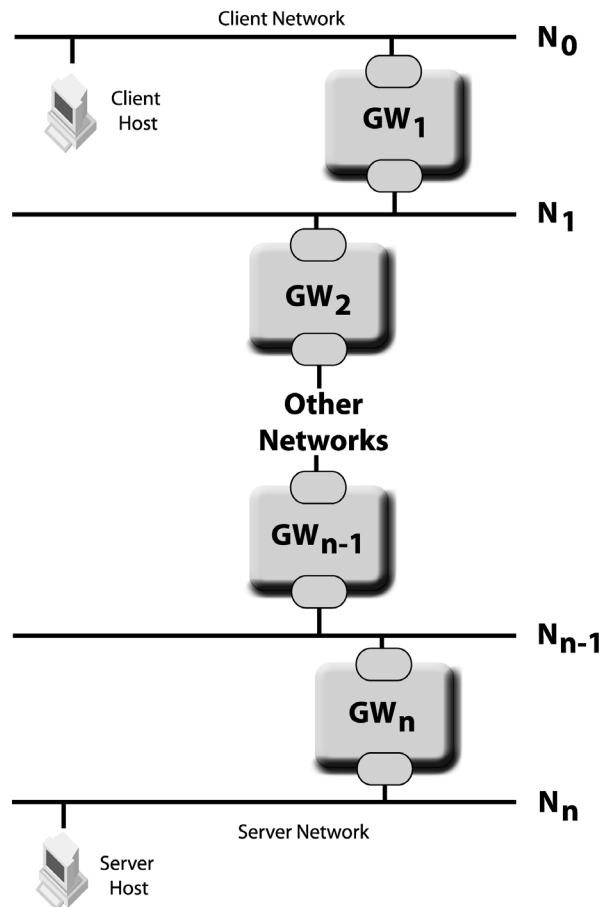 Client Network
N₀
Client
Host
GW₁
N₁
GW₂
Other
Networks
GWₙ₋₁
Nₙ₋₁
GWₙ
Nₙ
Server Network
Server
Host